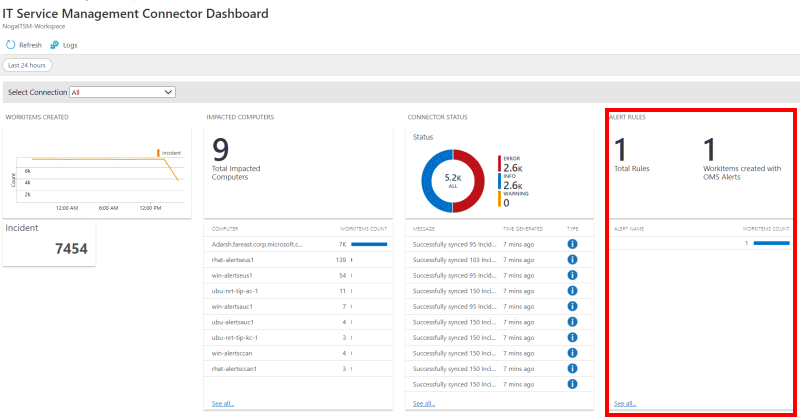 IT Service Management Connector Dashboard
NogalTSM-Workspace
Refresh Logs
Last 24 hours
Select Connection All
WORKITEMS CREATED
incident
Count
6k
4k
2k
12:00 AM 6:00 AM 12:00 PM
Incident
7454
IMPACTED COMPUTERS
9
Total Impacted
Computers
COMPUTER WORKITEMS COUNT
Adarsh.fareast.corp.microsoft.c... 7K
rhat-alertseus1 139
win-alertseus1 54
ubu-nrt-tip-ac-1 11
win-alertsauc1 7
ubu-alertsauc1 4
ubu-nrt-tip-kc-1 3
win-alertsccan 4
rhat-alertsccan1 3
See all...
CONNECTOR STATUS
Status
5.2K
ALL
ERROR
2.6K
INFO
2.6K
WARNING
0
MESSAGE TIME GENERATED TYPE
Successfully synced 95 Incid... 7 mins ago
Successfully synced 103 Inci... 7 mins ago
Successfully synced 95 Incid... 7 mins ago
Successfully synced 150 Inci... 7 mins ago
Successfully synced 95 Incid... 7 mins ago
Successfully synced 150 Inci... 7 mins ago
Successfully synced 150 Inci... 7 mins ago
Successfully synced 150 Inci... 7 mins ago
Successfully synced 150 Inci... 7 mins ago
Successfully synced 150 Inci... 7 mins ago
See all...
ALERT RULES
1
Total Rules
1
WorkItems created with
OMS Alerts
ALERT NAME WORKITEMS COUNT
1
See all...